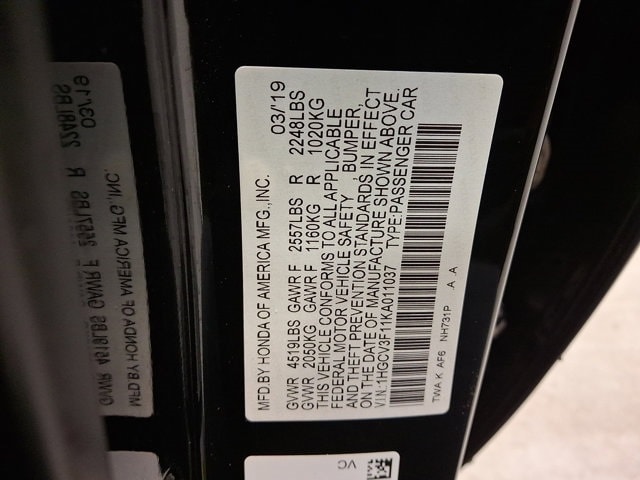 MFD.BY HONDA OF AMERICA MFG.,INC. 03/'19
GVWR 4519LBS GAWR F 2557LBS R 2248LBS
GVWR 2050KG GAWR F 1160KG R 1020KG
THIS VEHICLE CONFORMS TO ALL APPLICABLE
FEDERAL MOTOR VEHICLE SAFETY , BUMPER,
AND THEFT PREVENTION STANDARDS IN EFFECT
ON THE DATE OF MANUFACTURE SHOWN ABOVE.
VIN:1HGCV3F11KA011037 TYPE:PASSENGER CAR
TWA K AF6 NH731P A A
VC